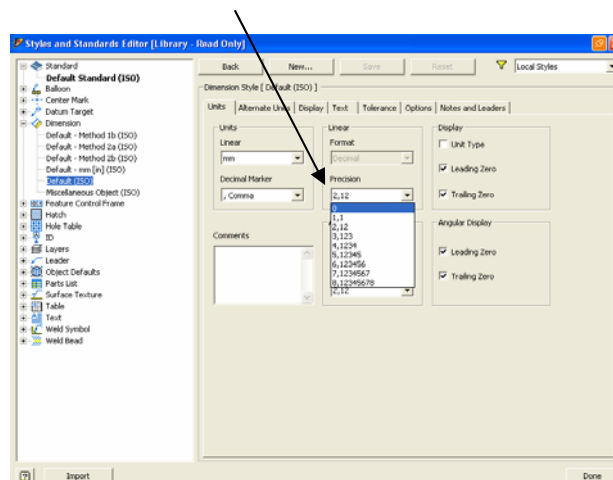 Styles and Standards Editor [Library - Read Only]
Back New... Save Reset Local Styles
Standard
Default Standard (ISO)
Balloon
Center Mark
Datum Target
Dimension
Default - Method 1b (ISO)
Default - Method 2a (ISO)
Default - Method 2b (ISO)
Default - mm [in] (ISO)
Default (ISO)
Miscellaneous Object (ISO)
Feature Control Frame
Hatch
Hole Table
ID
Layers
Leader
Object Defaults
Parts List
Surface Texture
Table
Text
Weld Symbol
Weld Bead
Dimension Style [ Default (ISO) ]
Units Alternate Units Display Text Tolerance Options Notes and Leaders
Units
Linear
mm
Decimal Marker
, Comma
Comments
Linear
Format
Decimal
Precision
2,12
0
1,1
2,12
3,123
4,1234
5,12345
6,123456
7,1234567
8,12345678
2,12
Display
Unit Type
Leading Zero
Trailing Zero
Angular Display
Leading Zero
Trailing Zero
? Import Done